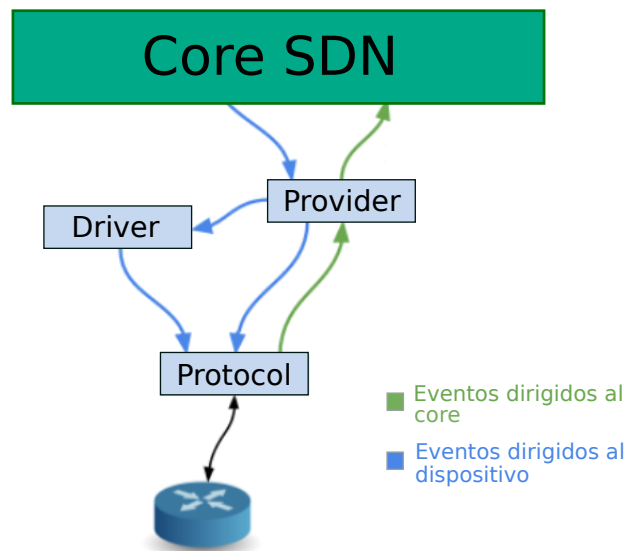 Core SDN
Provider
Driver
Protocol
Eventos dirigidos al
core
Eventos dirigidos al
dispositivo